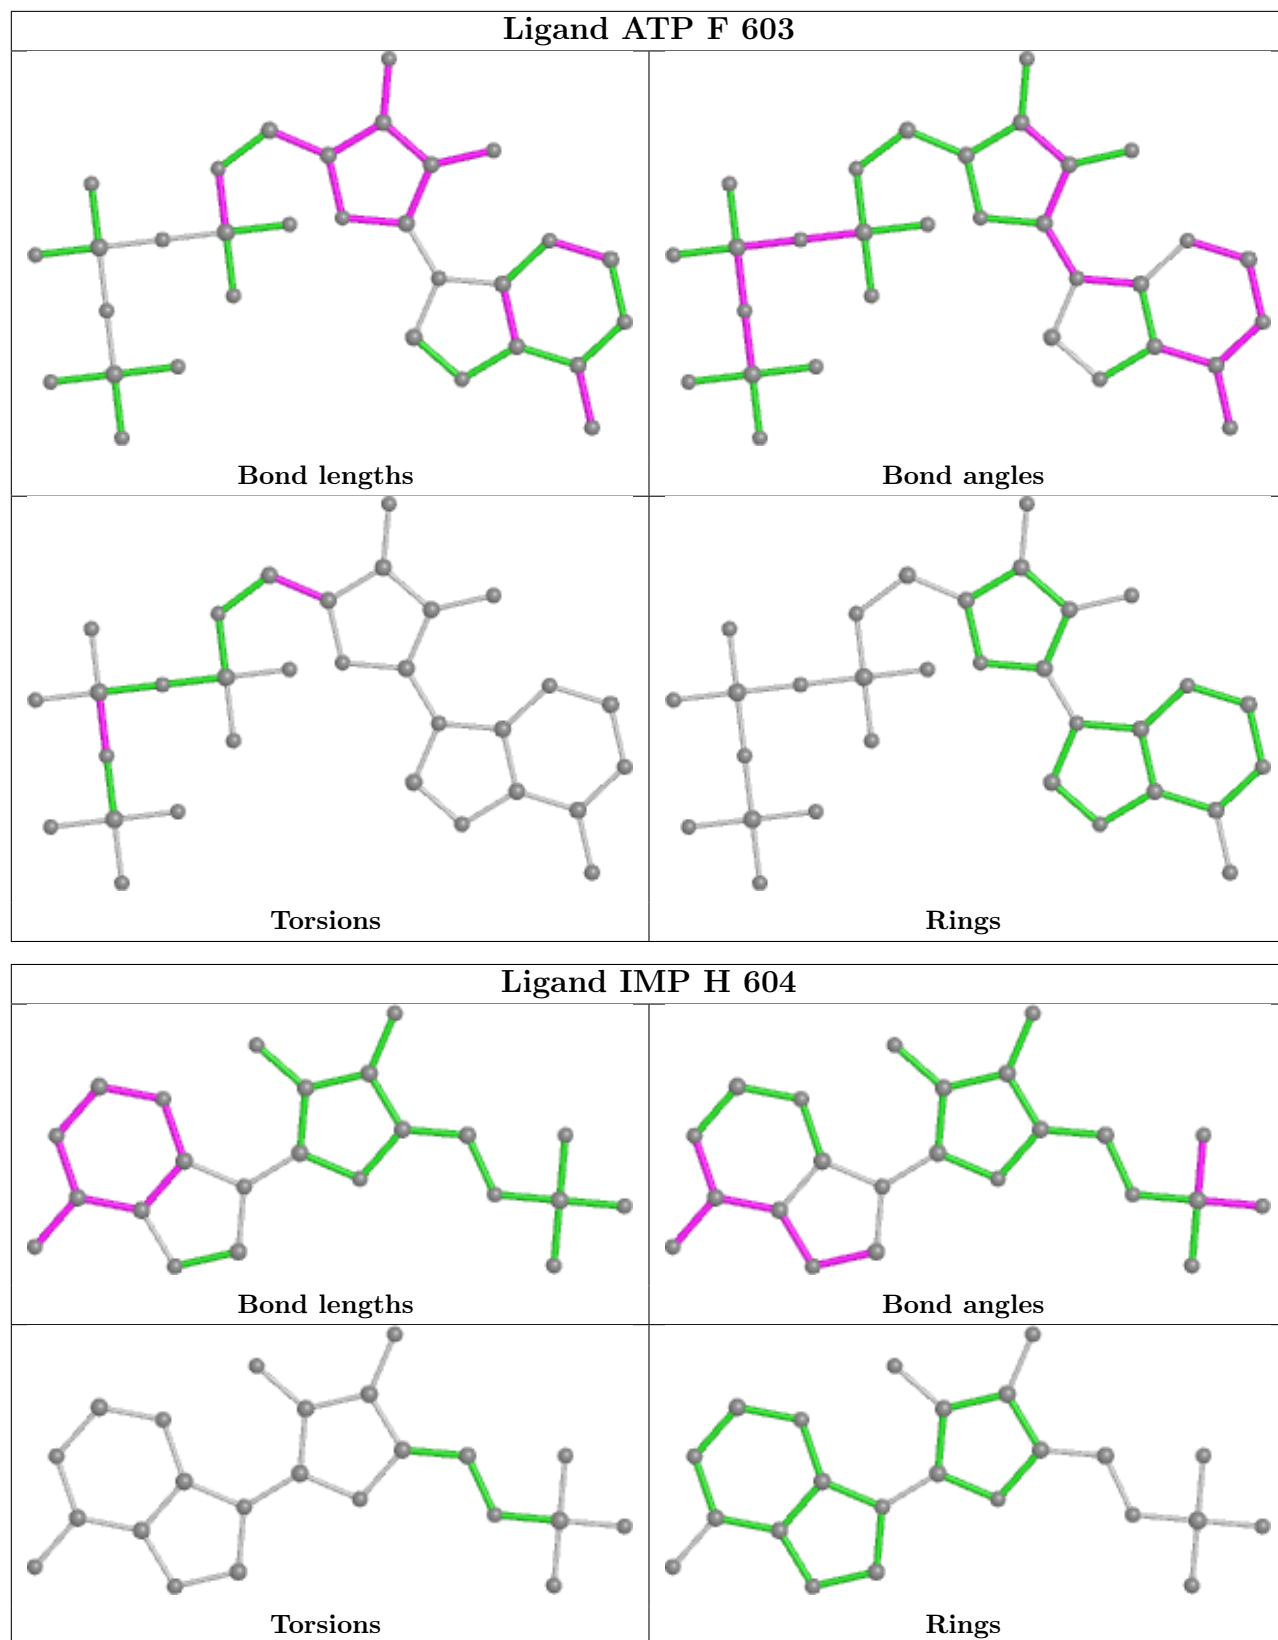 Ligand ATP F 603
Bond lengths
Bond angles
Torsions
Rings
Ligand IMP H 604
Bond lengths
Bond angles
Torsions
Rings